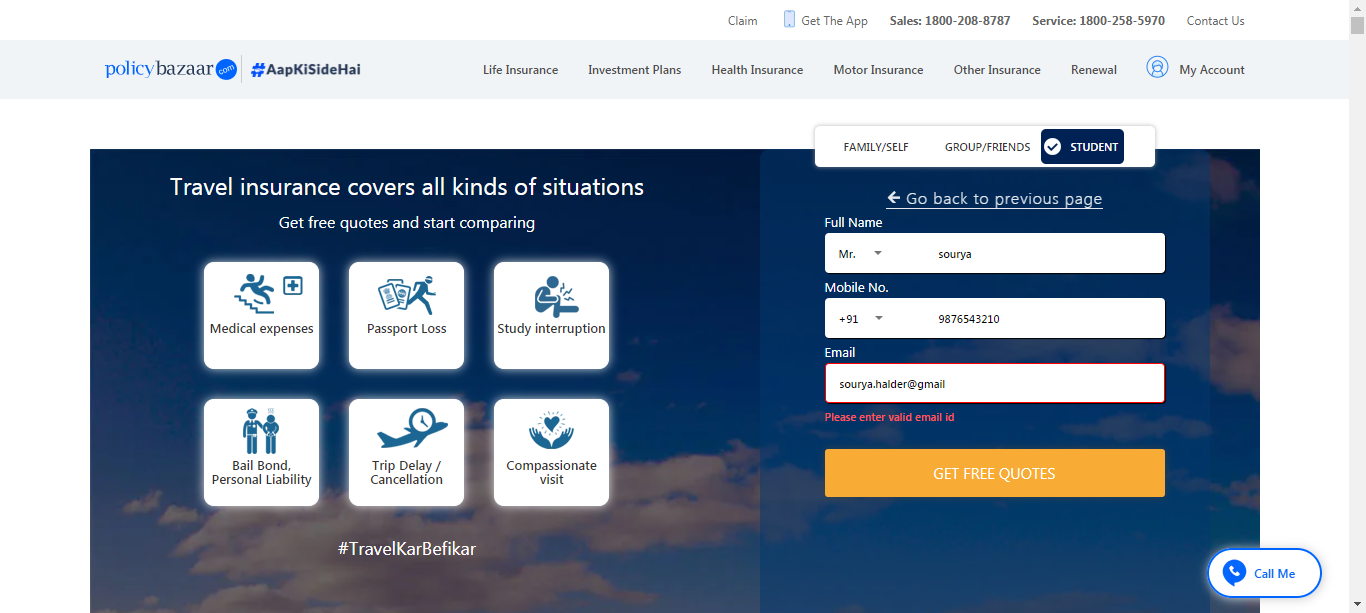 Claim Get The App Sales: 1800-208-8787 Service: 1800-258-5970 Contact Us
policybazaar.com #AapKiSideHai Life Insurance Investment Plans Health Insurance Motor Insurance Other Insurance Renewal My Account
FAMILY/SELF GROUP/FRIENDS STUDENT
Travel insurance covers all kinds of situations
Get free quotes and start comparing
Medical expenses Passport Loss Study interruption
Bail Bond, Personal Liability
Trip Delay / Cancellation
Compassionate visit
#TravelKarBefikar
Go back to previous page
Full Name
Mr. sourya
Mobile No.
+91 9876543210
Email
sourya.halder@gmail
Please enter valid email id
GET FREE QUOTES
Call Me